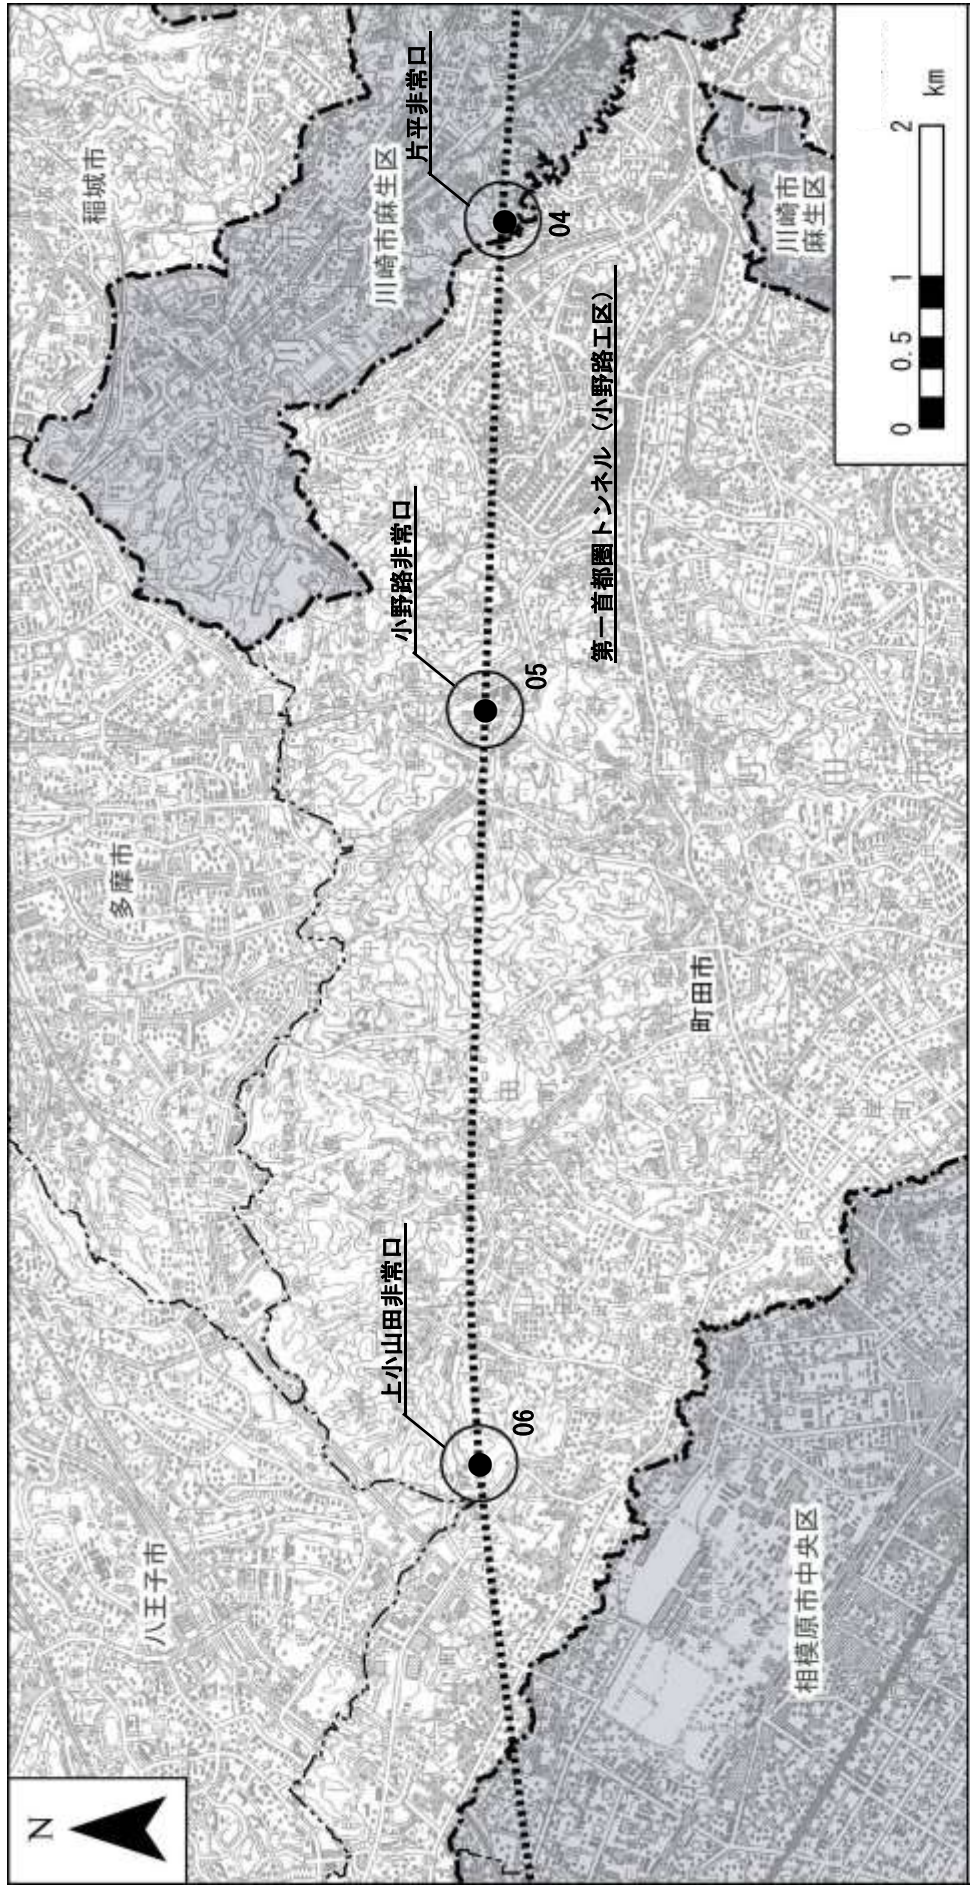 N
八王子市
多摩市
稲城市
川崎市麻生区
片平非常口
04
小野路非常口
05
上小山田非常口
06
第一首都圏トンネル（小野路工区）
町田市
相模原市中央区
川崎市
麻生区
0 0.5 1 2
km